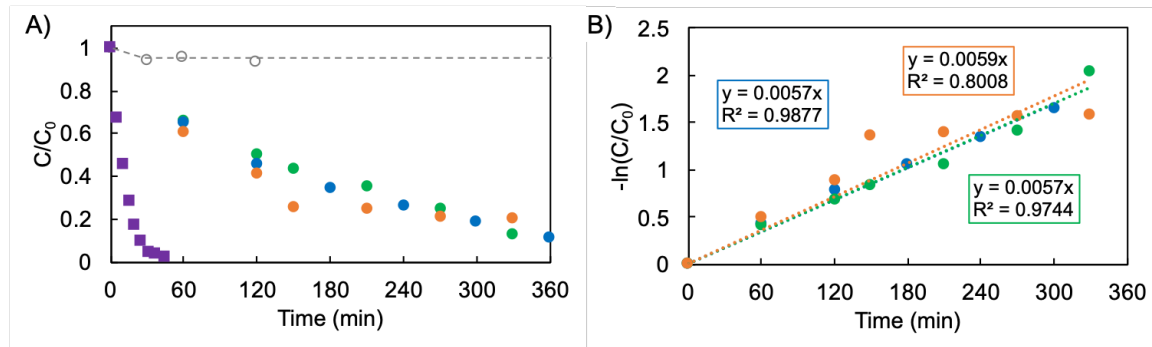 A)
C/C₀
1
0.8
0.6
0.4
0.2
0
0 60 120 180 240 300 360
Time (min)
B)
-ln(C/C₀)
2.5
2
1.5
1
0.5
0
y = 0.0059x
R² = 0.8008
y = 0.0057x
R² = 0.9877
y = 0.0057x
R² = 0.9744
0 60 120 180 240 300 360
Time (min)